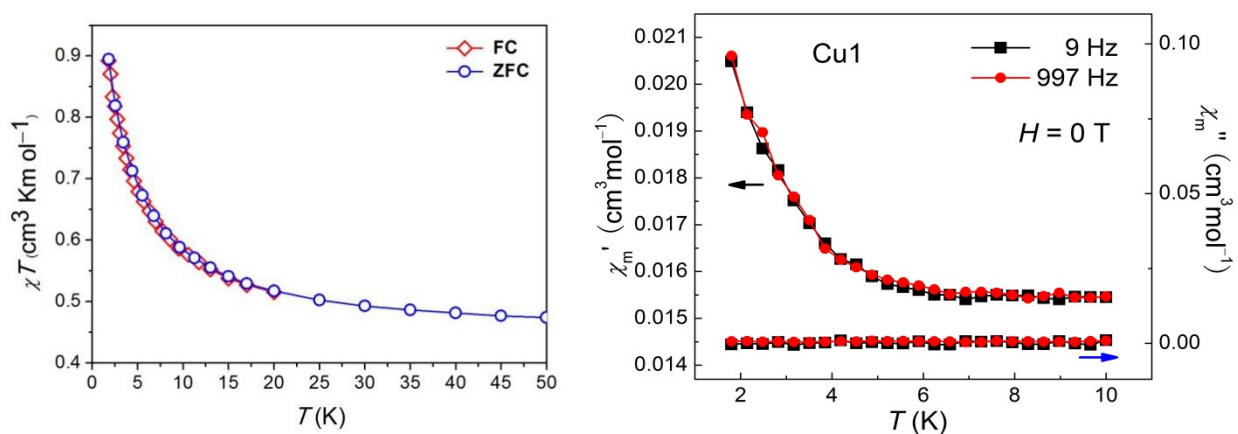 FC
ZFC
0.9
0.8
0.7
0.6
0.5
0.4
χT (cm³ Km ol⁻¹)
0 5 10 15 20 25 30 35 40 45 50
T (K)
Cu1
9 Hz
997 Hz
H = 0 T
0.021
0.020
0.019
0.018
0.017
0.016
0.015
0.014
χₘ' (cm³mol⁻¹)
0.10
0.05
0.00
χₘ'' (cm³mol⁻¹)
2 4 6 8 10
T (K)